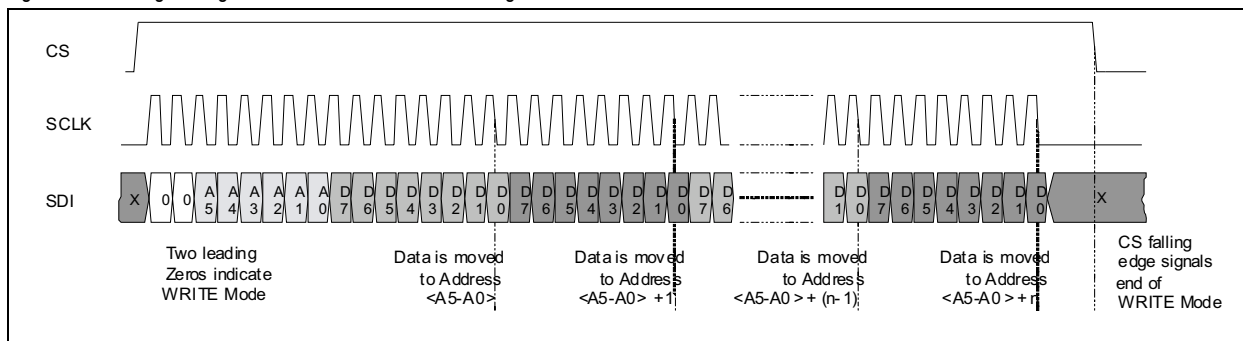 CS
SCLK
SDI
X 0 0 A5 A4 A3 A2 A1 A0 D7 D6 D5 D4 D3 D2 D1 D0 D7 D6 D5 D4 D3 D2 D1 D0 D7 D6 D1 D0 D7 D6 D5 D4 D3 D2 D1 D0 X
Two leading
Zeros indicate
WRITE Mode
Data is moved
to Address
<A5-A0>
Data is moved
to Address
<A5-A0> +1
Data is moved
to Address
<A5-A0> + (n-1)
Data is moved
to Address
<A5-A0> + n
CS falling
edge signals
end of
WRITE Mode